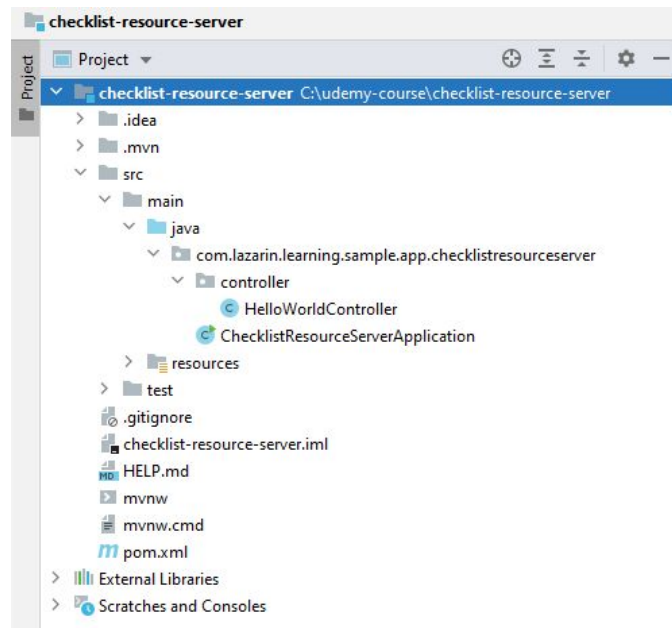 checklist-resource-server
Project
Project
checklist-resource-server C:\udemy-course\checklist-resource-server
.idea
.mvn
src
main
java
com.lazarin.learning.sample.app.checklistresourceserver
controller
C HelloWorldController
C ChecklistResourceServerApplication
resources
test
.gitignore
checklist-resource-server.iml
MD HELP.md
mvnw
mvnw.cmd
m pom.xml
External Libraries
Scratches and Consoles